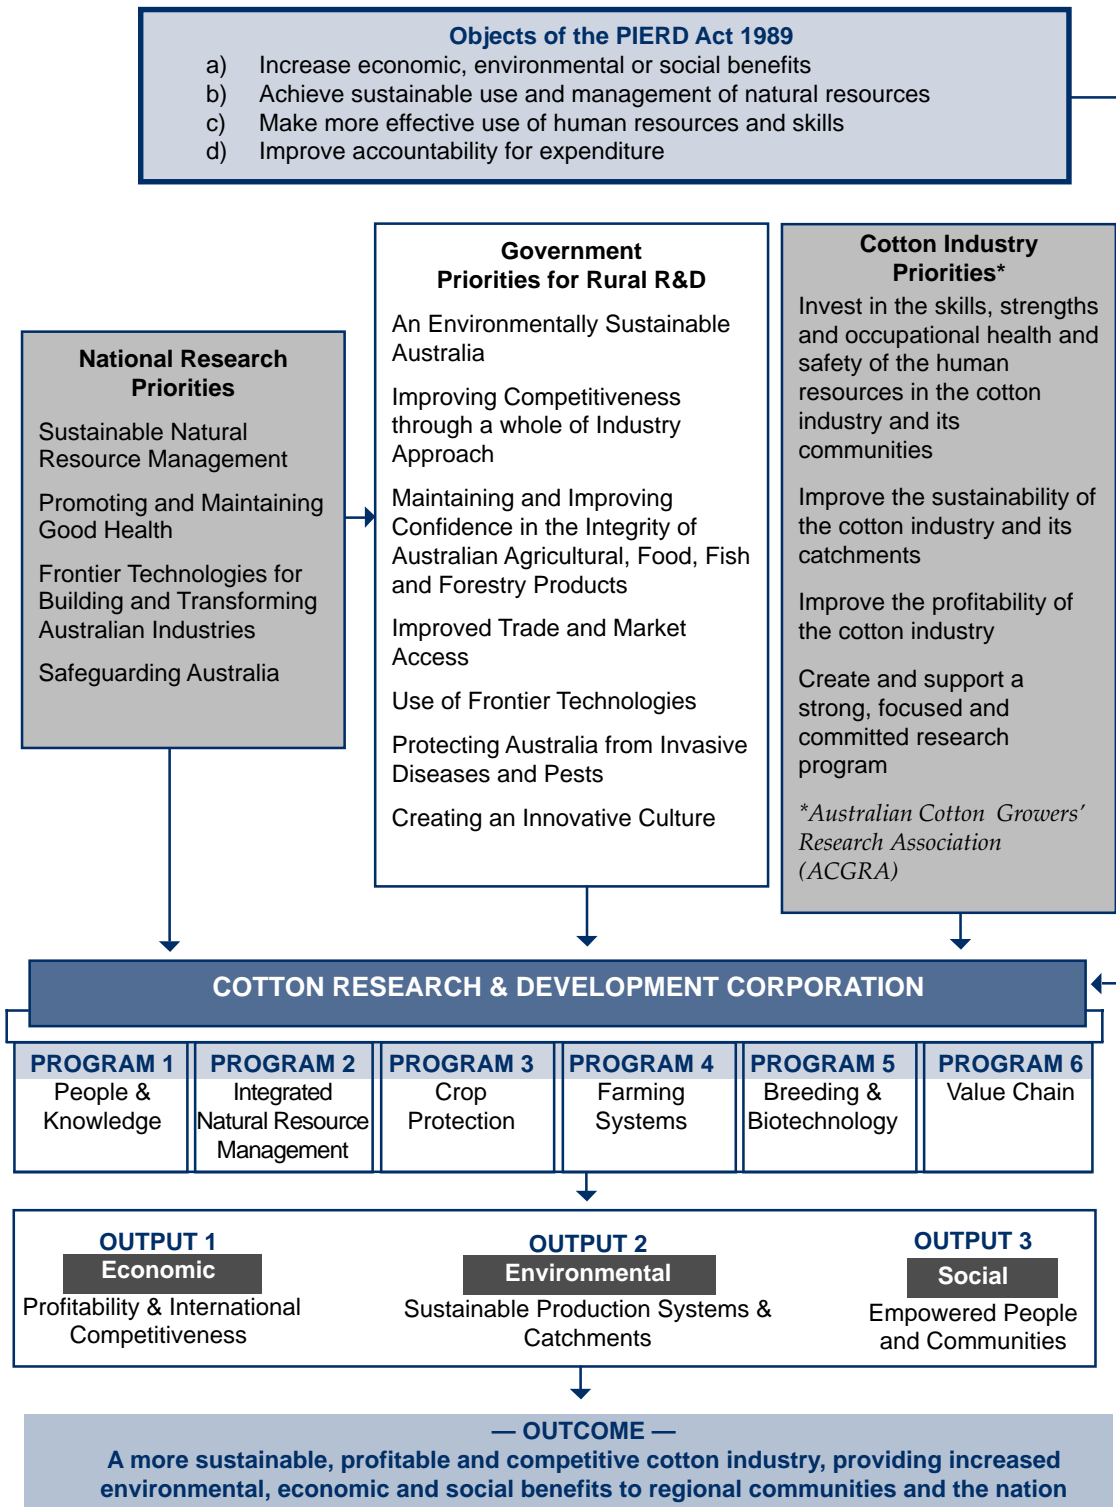 Objects of the PIERD Act 1989
a) Increase economic, environmental or social benefits
b) Achieve sustainable use and management of natural resources
c) Make more effective use of human resources and skills
d) Improve accountability for expenditure
National Research
Priorities
Sustainable Natural
Resource Management
Promoting and Maintaining
Good Health
Frontier Technologies for
Building and Transforming
Australian Industries
Safeguarding Australia
Government
Priorities for Rural R&D
An Environmentally Sustainable
Australia
Improving Competitiveness
through a whole of Industry
Approach
Maintaining and Improving
Confidence in the Integrity of
Australian Agricultural, Food, Fish
and Forestry Products
Improved Trade and Market
Access
Use of Frontier Technologies
Protecting Australia from Invasive
Diseases and Pests
Creating an Innovative Culture
Cotton Industry
Priorities*
Invest in the skills, strengths
and occupational health and
safety of the human
resources in the cotton
industry and its
communities
Improve the sustainability of
the cotton industry and its
catchments
Improve the profitability of
the cotton industry
Create and support a
strong, focused and
committed research
program
*Australian Cotton Growers’
Research Association
(ACGRA)
COTTON RESEARCH & DEVELOPMENT CORPORATION
PROGRAM 1
People &
Knowledge
PROGRAM 2
Integrated
Natural Resource
Management
PROGRAM 3
Crop
Protection
PROGRAM 4
Farming
Systems
PROGRAM 5
Breeding &
Biotechnology
PROGRAM 6
Value Chain
OUTPUT 1
Economic
Profitability & International
Competitiveness
OUTPUT 2
Environmental
Sustainable Production Systems &
Catchments
OUTPUT 3
Social
Empowered People
and Communities
— OUTCOME —
A more sustainable, profitable and competitive cotton industry, providing increased
environmental, economic and social benefits to regional communities and the nation